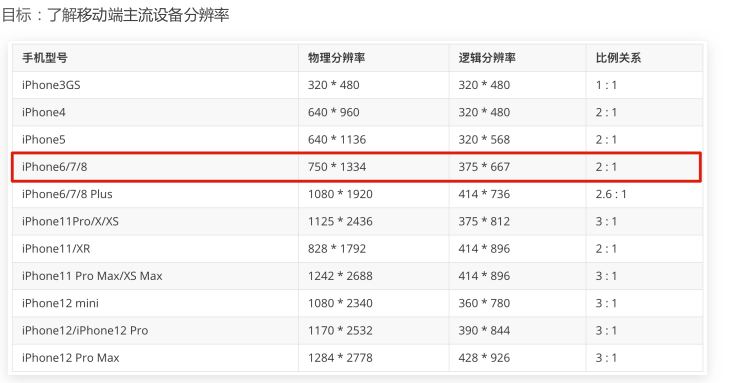 目标：了解移动端主流设备分辨率
手机型号 物理分辨率 逻辑分辨率 比例关系
iPhone3GS 320 * 480 320 * 480 1 : 1
iPhone4 640 * 960 320 * 480 2 : 1
iPhone5 640 * 1136 320 * 568 2 : 1
iPhone6/7/8 750 * 1334 375 * 667 2 : 1
iPhone6/7/8 Plus 1080 * 1920 414 * 736 2.6 : 1
iPhone11Pro/X/XS 1125 * 2436 375 * 812 3 : 1
iPhone11/XR 828 * 1792 414 * 896 2 : 1
iPhone11 Pro Max/XS Max 1242 * 2688 414 * 896 3 : 1
iPhone12 mini 1080 * 2340 360 * 780 3 : 1
iPhone12/iPhone12 Pro 1170 * 2532 390 * 844 3 : 1
iPhone12 Pro Max 1284 * 2778 428 * 926 3 : 1